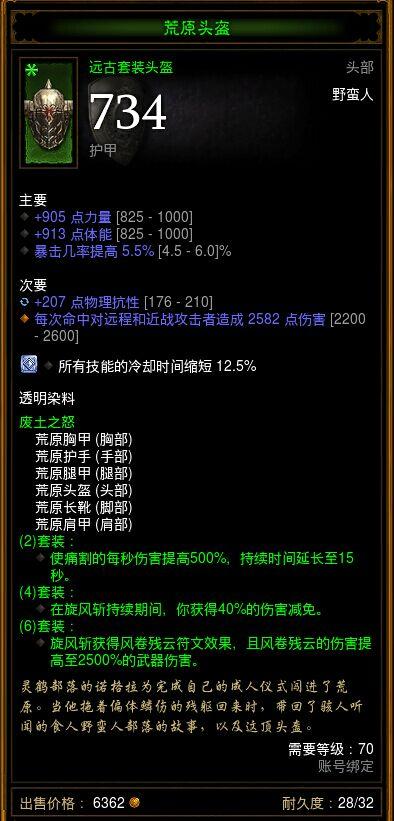 荒原头盔
远古套装头盔
头部
734
野蛮人
护甲
主要
+905 点力量 [825 - 1000]
+913 点体能 [825 - 1000]
暴击几率提高 5.5% [4.5 - 6.0]%
次要
+207 点物理抗性 [176 - 210]
每次命中对远程和近战攻击者造成 2582 点伤害 [2200
- 2600]
所有技能的冷却时间缩短 12.5%
透明染料
废土之怒
荒原胸甲 (胸部)
荒原护手 (手部)
荒原腿甲 (腿部)
荒原头盔 (头部)
荒原长靴 (脚部)
荒原肩甲 (肩部)
(2)套装：
使痛割的每秒伤害提高500%，持续时间延长至15
秒。
(4)套装：
在旋风斩持续期间，你获得40%的伤害减免。
(6)套装：
旋风斩获得风卷残云符文效果，且风卷残云的伤害提
高至2500%的武器伤害。
灵鹤部落的诺格拉为完成自己的成人仪式闯进了荒
原。当他拖着偏体鳞伤的残躯回来时，带回了骇人听
闻的食人野蛮人部落的故事，以及这顶头盔。
需要等级：70
账号绑定
出售价格： 6362
耐久度：28/32